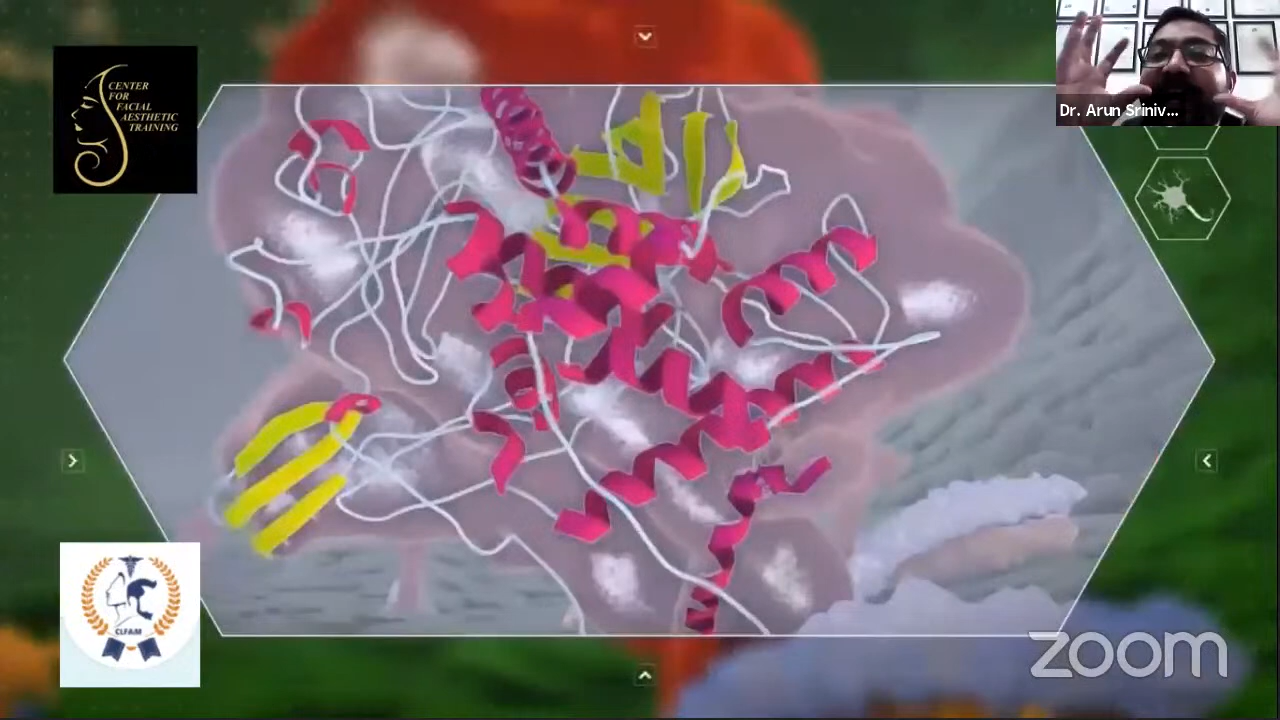 CENTER
FOR
FACIAL
AESTHETIC
TRAINING
Dr. Arun Sriniv...
CLFAM
zoom